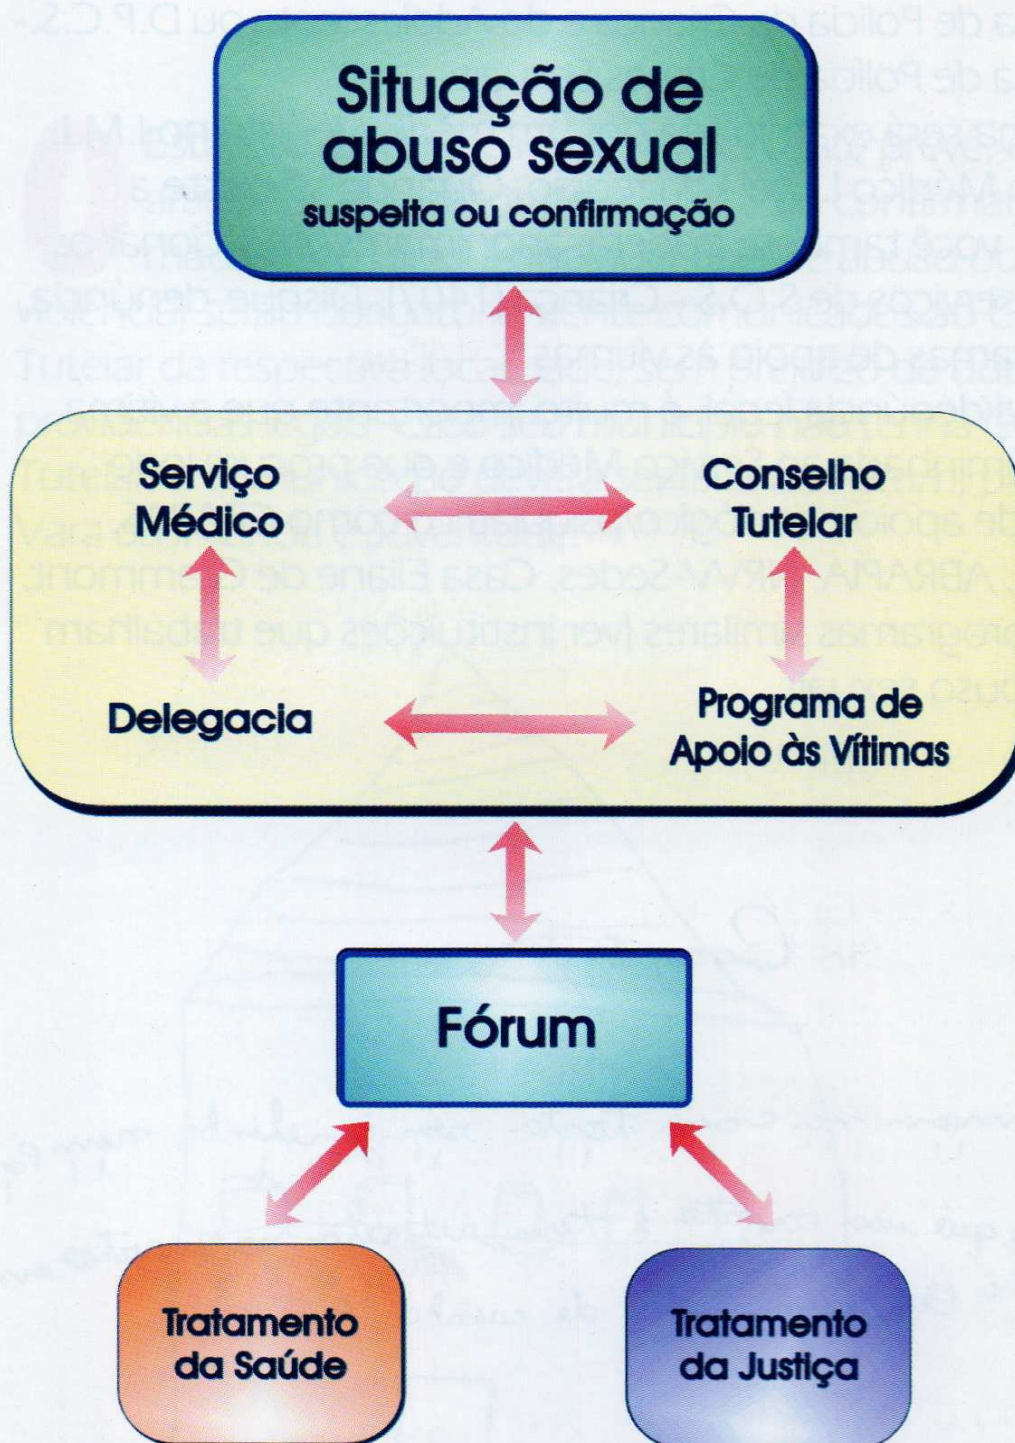 Situação de
abuso sexual
suspeita ou confirmação
Serviço
Médico
Conselho
Tutelar
Delegacia
Programa de
Apoio às Vítimas
Fórum
Tratamento
da Saúde
Tratamento
da Justiça